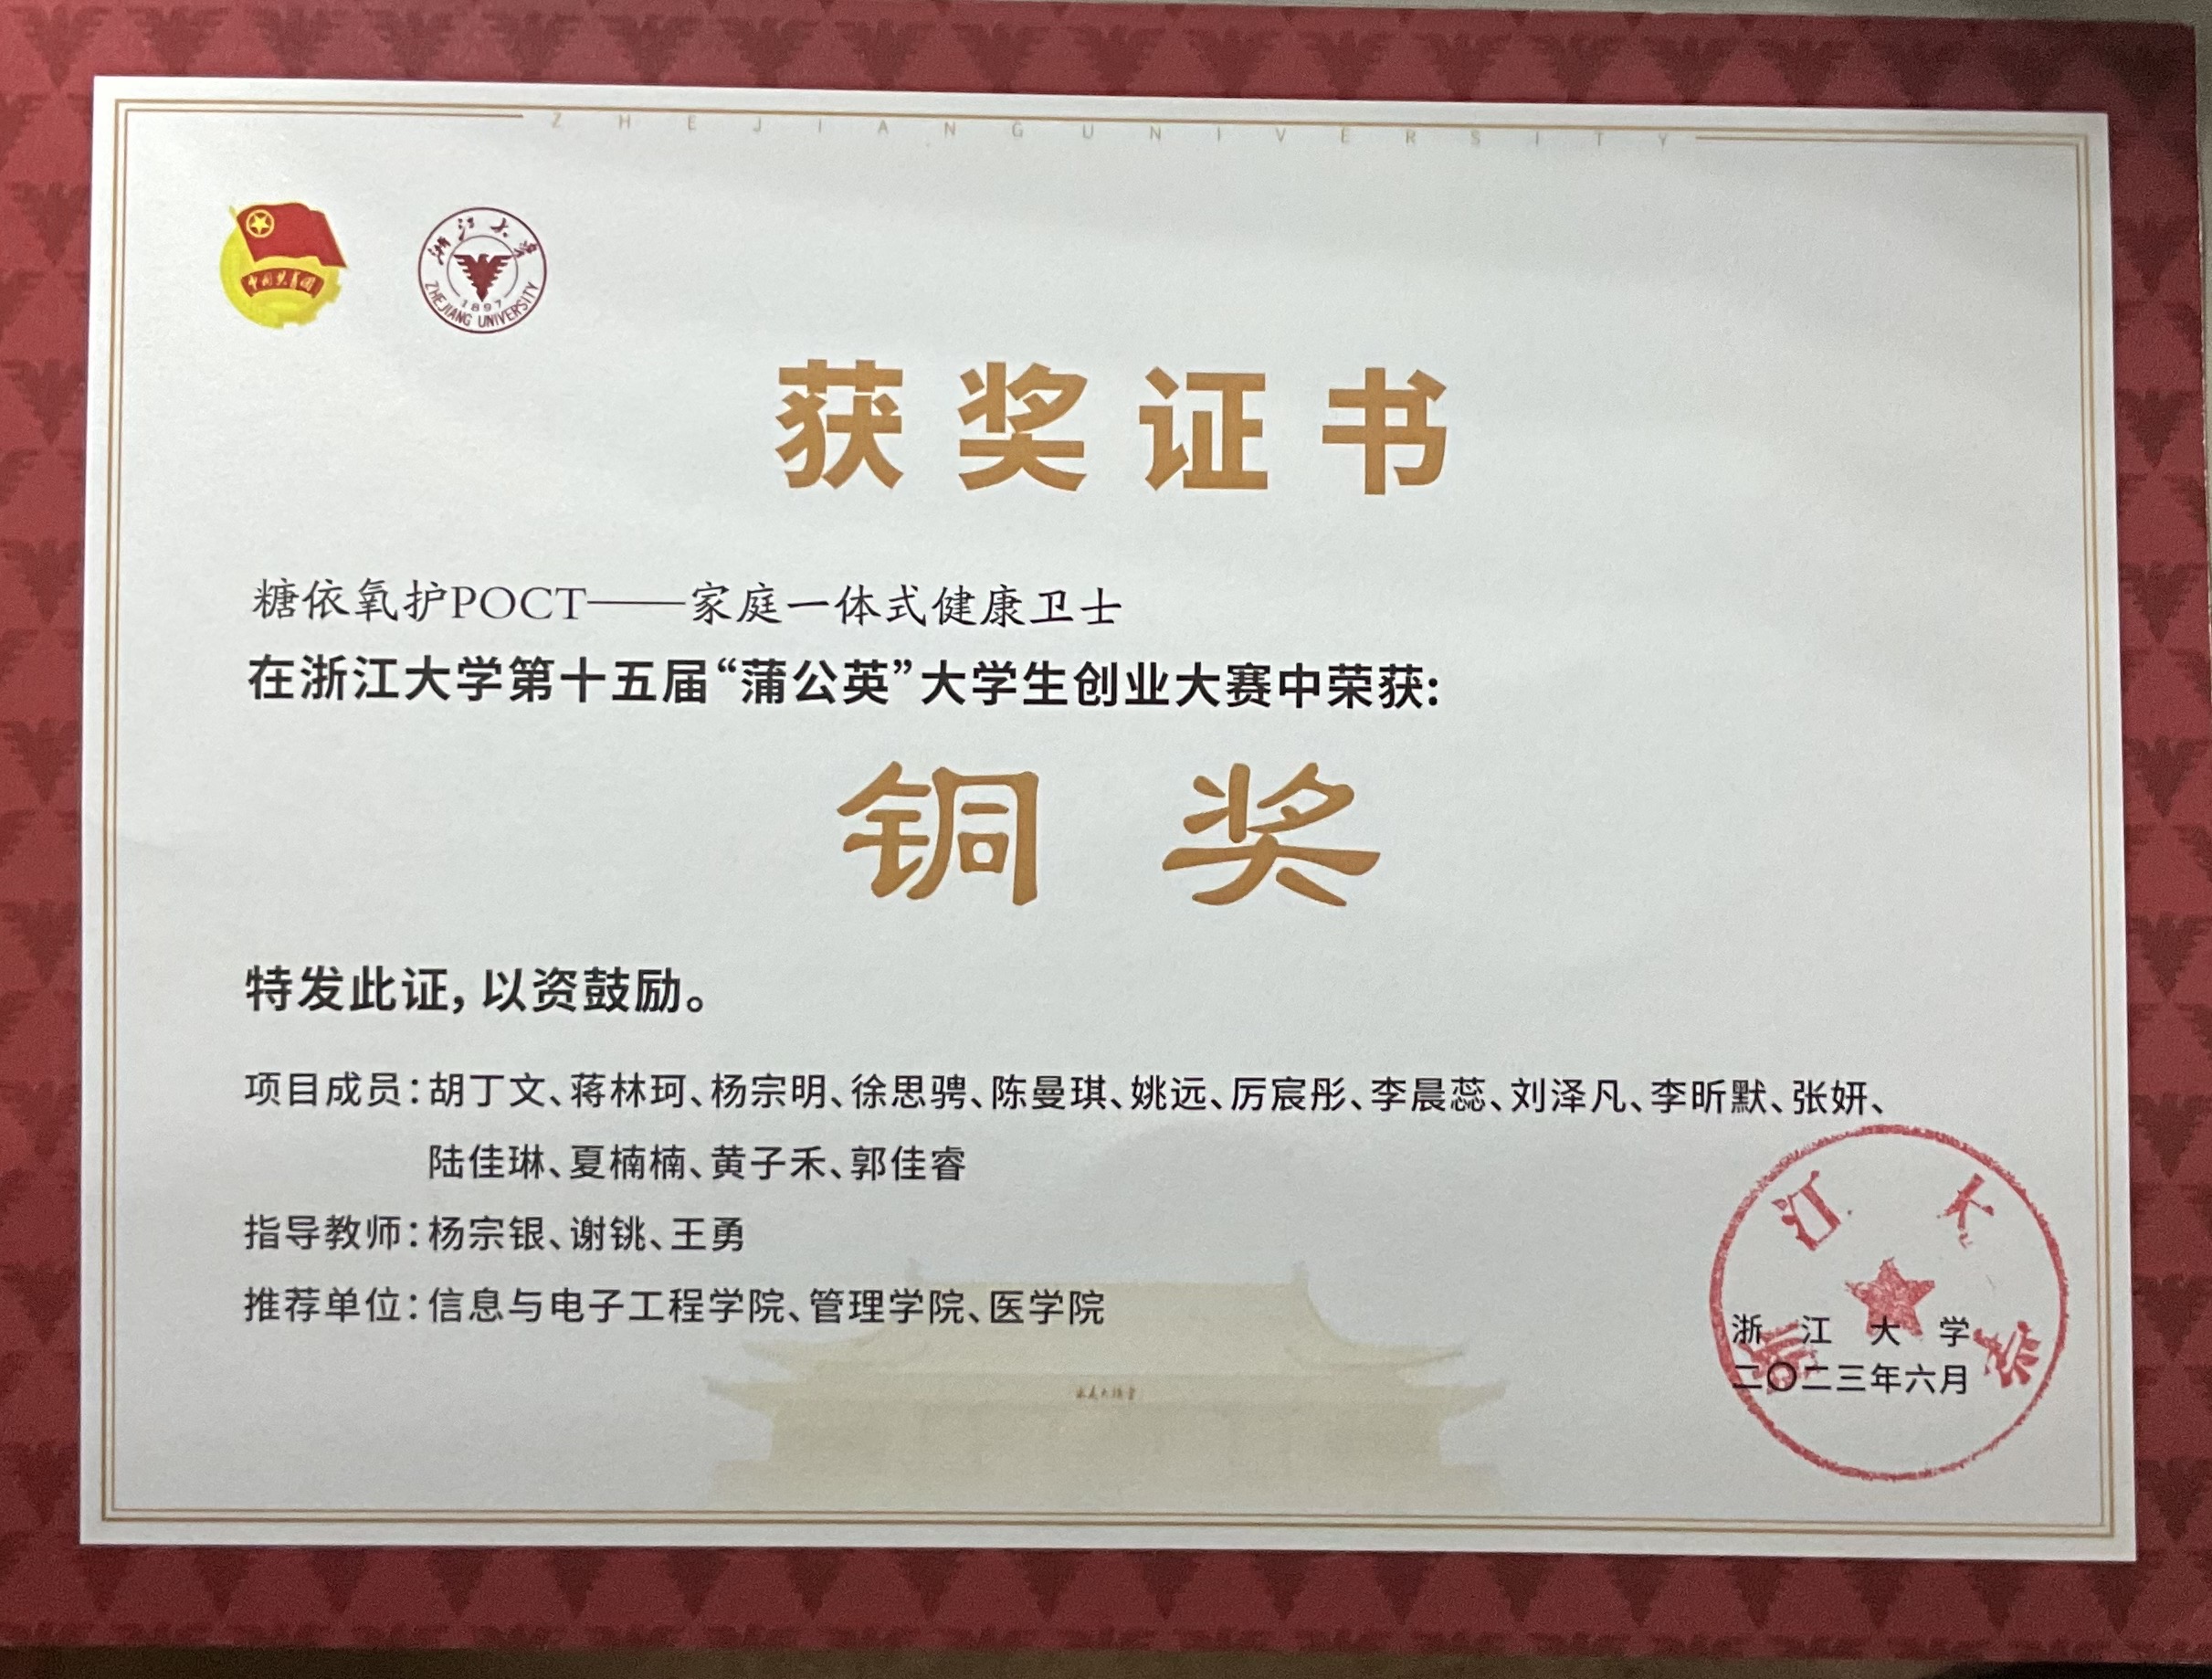 ZHEJIANG UNIVERSITY
中国共青团
浙江大学
1897
ZHEJIANG UNIVERSITY
获奖证书
糖依氧护POCT——家庭一体式健康卫士
在浙江大学第十五届“蒲公英”大学生创业大赛中荣获:
铜奖
特发此证,以资鼓励。
项目成员:胡丁文、蒋林珂、杨宗明、徐思骋、陈曼琪、姚远、厉宸彤、李晨蕊、刘泽凡、李昕默、张妍、
陆佳琳、夏楠楠、黄子禾、郭佳睿
指导教师:杨宗银、谢铫、王勇
推荐单位:信息与电子工程学院、管理学院、医学院
浙江大学
浙江大学
二〇二三年六月